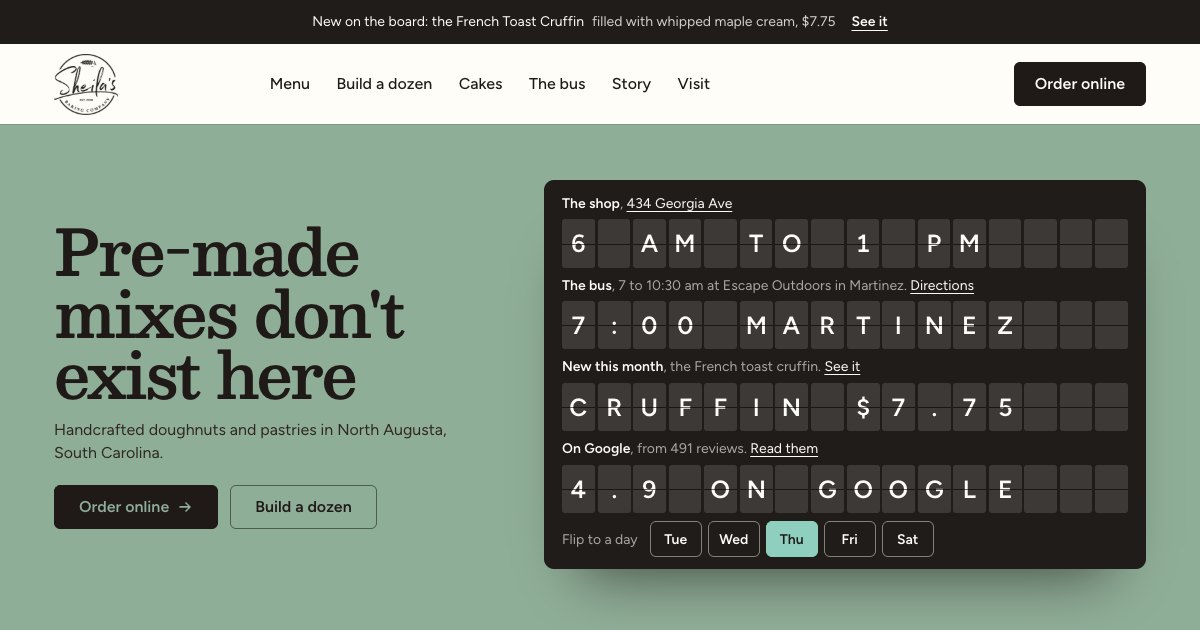 New on the board: the French Toast Cruffin filled with whipped maple cream, $7.75 See it
Sheila's
EST. 2020
BAKING COMPANY
Menu Build a dozen Cakes The bus Story Visit
Order online
Pre-made
mixes don't
exist here
Handcrafted doughnuts and pastries in North Augusta,
South Carolina.
Order online →
Build a dozen
The shop, 434 Georgia Ave
6 AM TO 1 PM
The bus, 7 to 10:30 am at Escape Outdoors in Martinez. Directions
7:00 MARTINEZ
New this month, the French toast cruffin. See it
CRUFFIN $7.75
On Google, from 491 reviews. Read them
4.9 ON GOOGLE
Flip to a day Tue Wed Thu Fri Sat